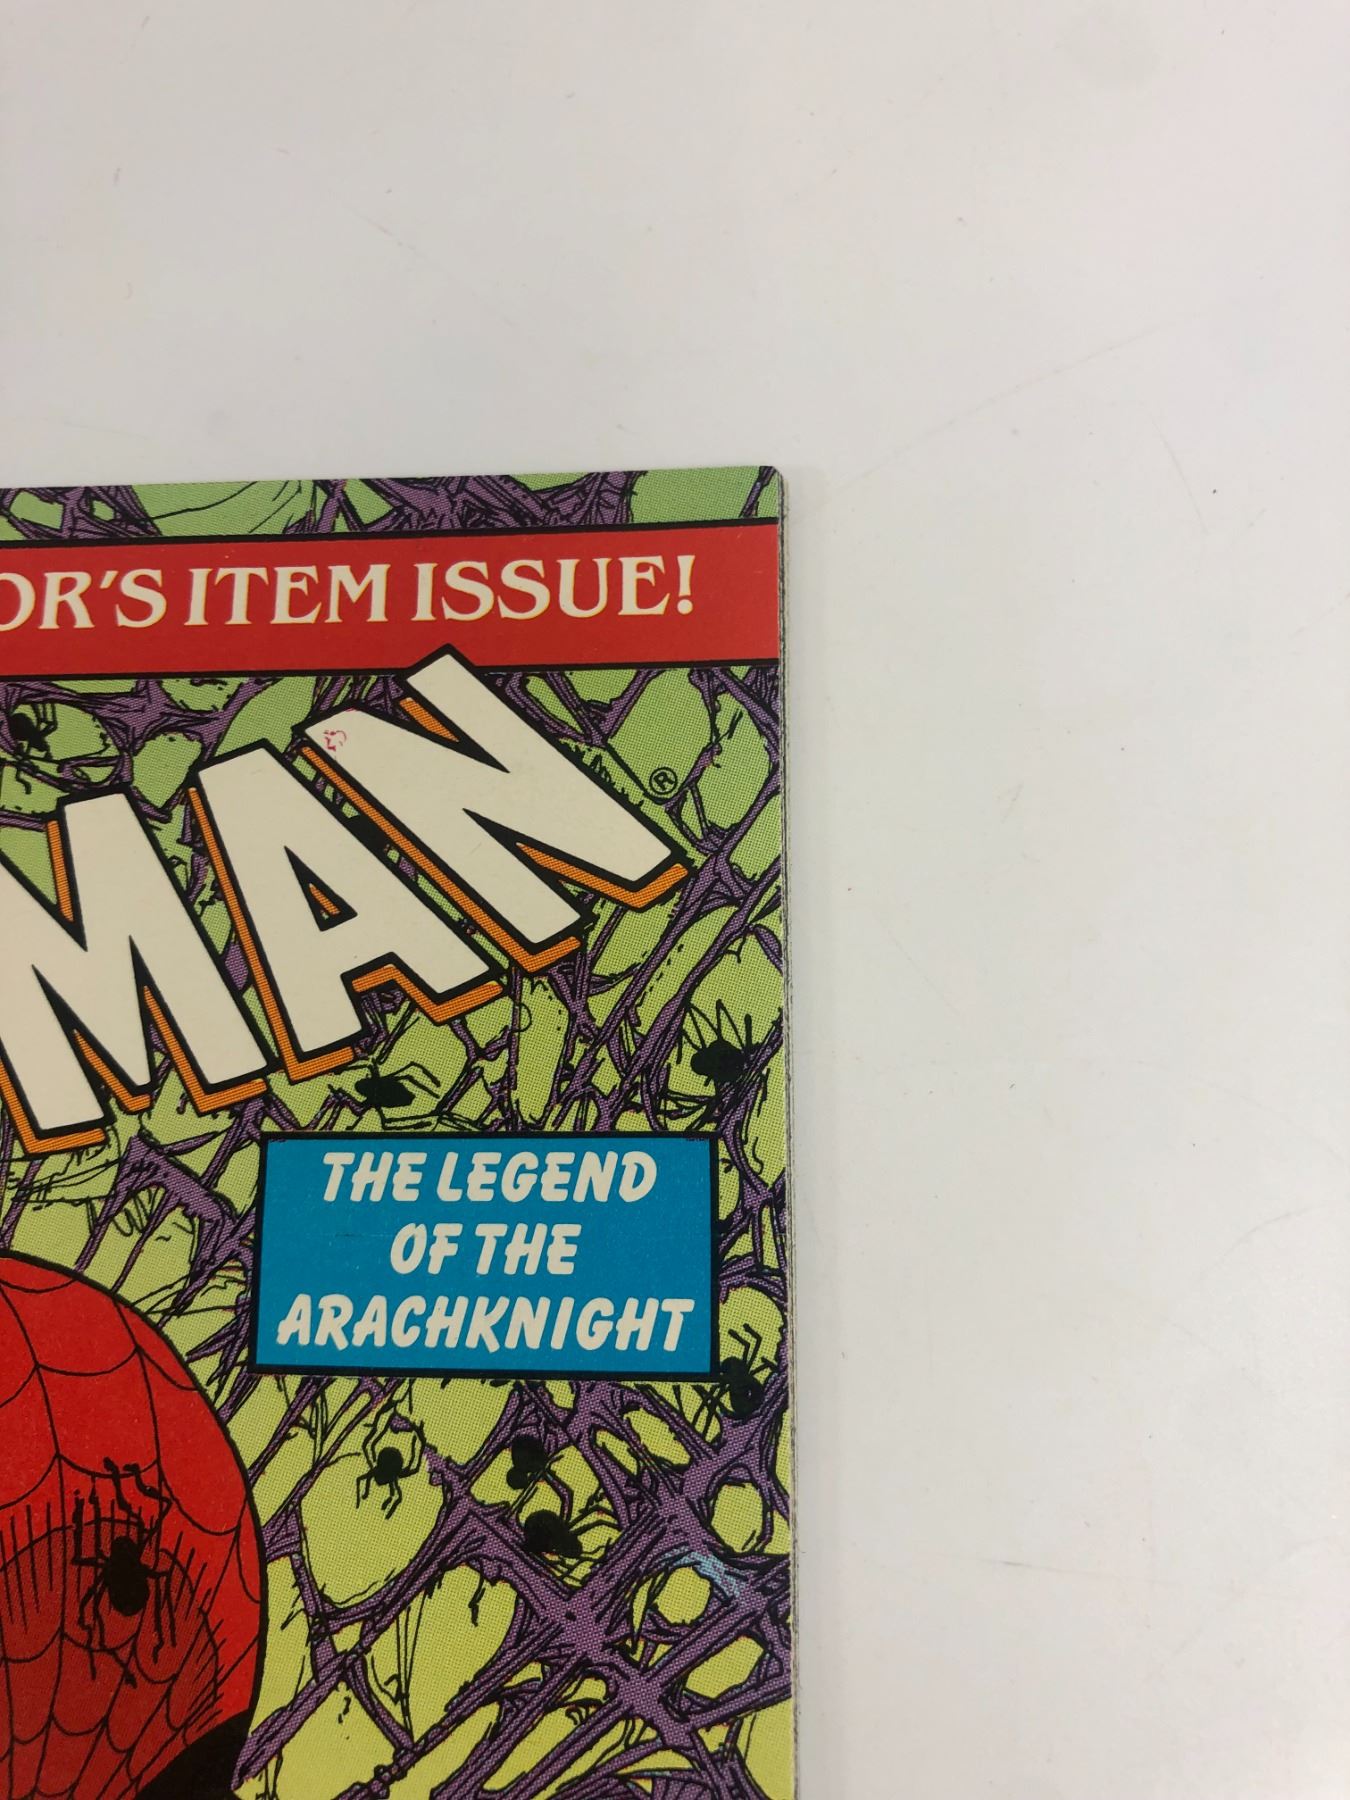 OR'S ITEM ISSUE!
MAN ®
THE LEGEND
OF THE
ARACHKNIGHT